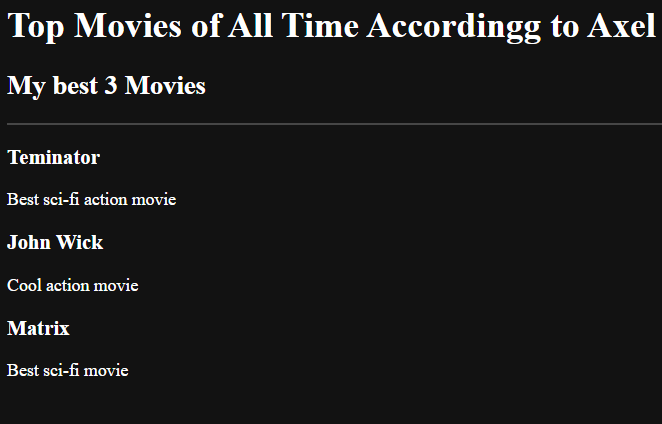 Top Movies of All Time Accordingg to Axel
My best 3 Movies
Teminator
Best sci-fi action movie
John Wick
Cool action movie
Matrix
Best sci-fi movie